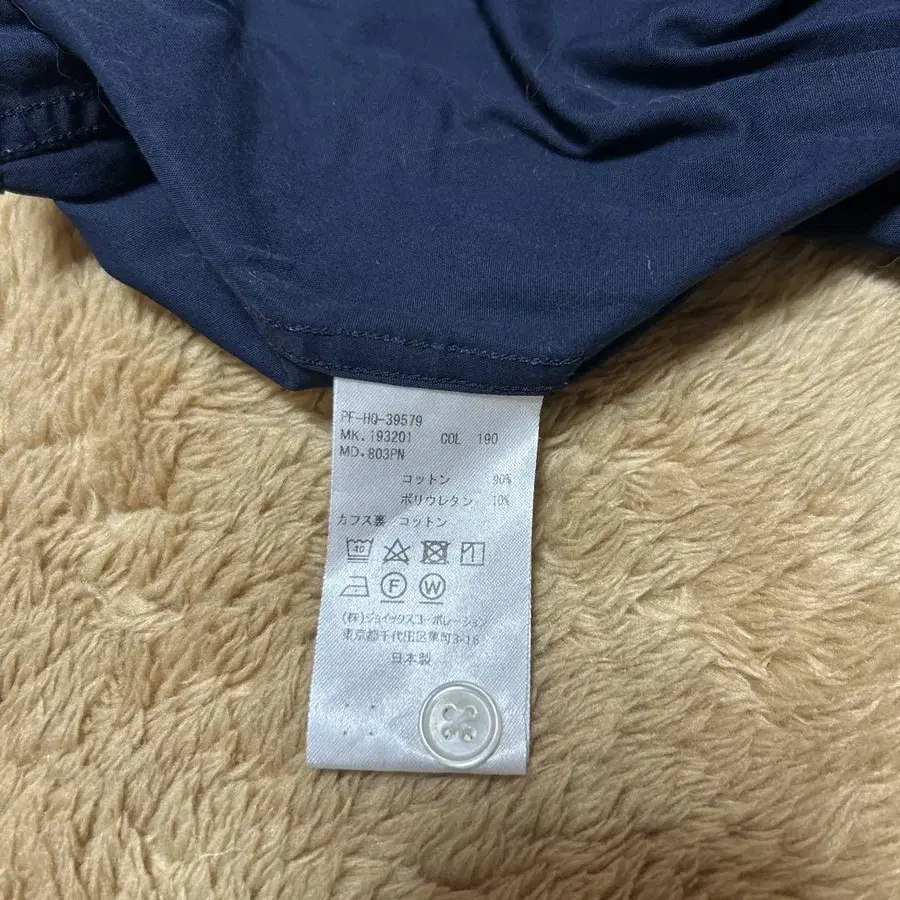 PF-HQ-39579
MK.193201 COL 190
MD.803PN
コットン 90%
ポリウレタン 10%
カフス裏 コットン
40
F W
(株)ジョイックスコーポレーション
東京都千代田区隼町3-16
日本製